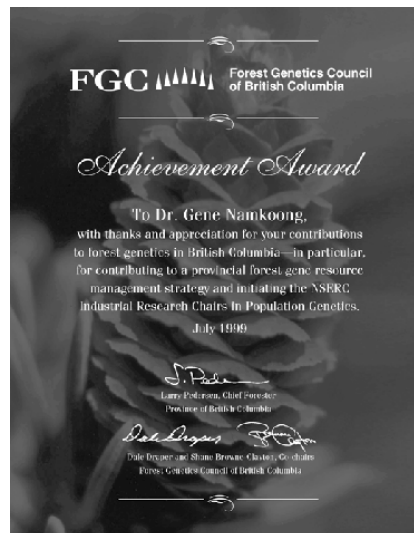 FGC Forest Genetics Council
of British Columbia
Achievement Award
To Dr. Gene Namkoong,
with thanks and appreciation for your contributions
to forest genetics in British Columbia—in particular,
for contributing to a provincial forest gene resource
management strategy and initiating the NSERC
Industrial Research Chairs in Population Genetics.
July 1999
Larry Pedersen, Chief Forester
Province of British Columbia
Dale Draper
Dale Draper and Shane Browne-Clayton, Co-chairs
Forest Genetics Council of British Columbia